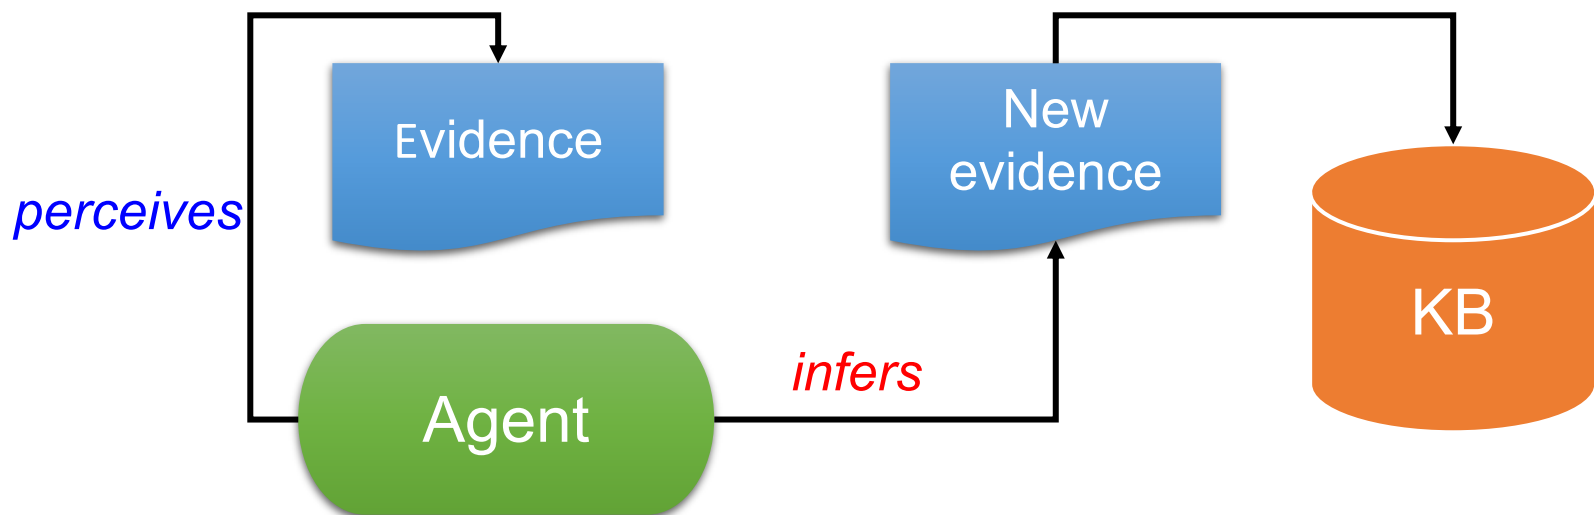 Evidence
New
evidence
perceives
KB
infers
Agent